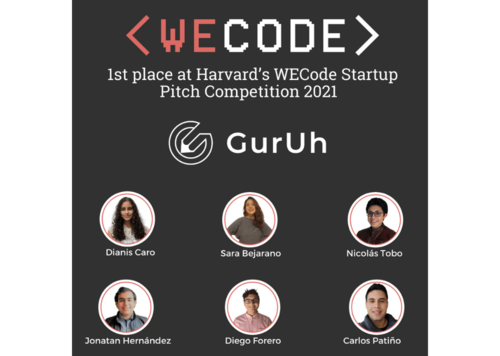 <WECODE>
1st place at Harvard's WECode Startup
Pitch Competition 2021
GurUh
Dianis Caro
Sara Bejarano
Nicolás Tobo
Jonatan Hernández
Diego Forero
Carlos Patiño